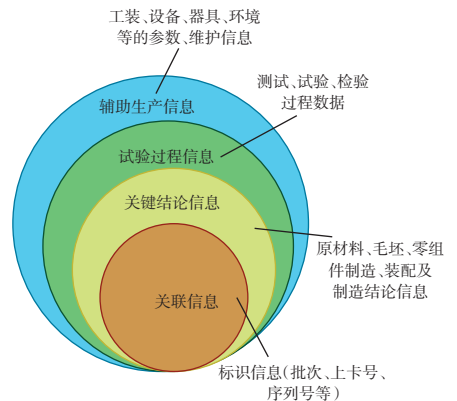 工装、设备、器具、环境
等的参数、维护信息
测试、试验、检验
过程数据
辅助生产信息
试验过程信息
关键结论信息
原材料、毛坯、零组
件制造、装配及
制造结论信息
关联信息
标识信息(批次、上卡号、
序列号等)